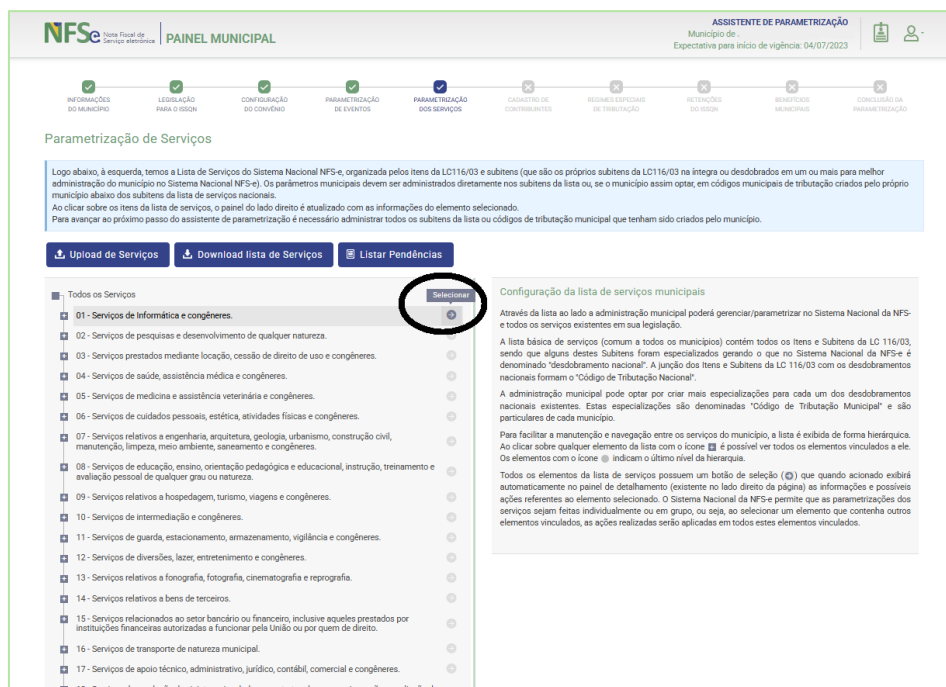 NFSe Nota Fiscal de
Serviço eletrônica
PAINEL MUNICIPAL
ASSISTENTE DE PARAMETRIZAÇÃO
Município de .
Expectativa para início de vigência: 04/07/2023
INFORMAÇÕES
DO MUNICÍPIO
LEGISLAÇÃO
PARA O ISSQN
CONFIGURAÇÃO
DO CONVÊNIO
PARAMETRIZAÇÃO
DE EVENTOS
PARAMETRIZAÇÃO
DOS SERVIÇOS
CADASTRO DE
CONTRIBUINTES
REGIMES ESPECIAIS
DE TRIBUTAÇÃO
RETENÇÕES
DO ISSQN
BENEFÍCIOS
MUNICIPAIS
CONCLUSÃO DA
PARAMETRIZAÇÃO
Parametrização de Serviços
Logo abaixo, à esquerda, temos a Lista de Serviços do Sistema Nacional NFS-e, organizada pelos itens da LC116/03 e subitens (que são os próprios subitens da LC116/03 na íntegra ou desdobrados em um ou mais para melhor
administração do município no Sistema Nacional NFS-e). Os parâmetros municipais devem ser administrados diretamente nos subitens da lista ou, se o município assim optar, em códigos municipais de tributação criados pelo próprio
município abaixo dos subitens da lista de serviços nacionais.
Ao clicar sobre os itens da lista de serviços, o painel do lado direito é atualizado com as informações do elemento selecionado.
Para avançar ao próximo passo do assistente de parametrização é necessário administrar todos os subitens da lista ou códigos de tributação municipal que tenham sido criados pelo município.
Upload de Serviços
Download lista de Serviços
Listar Pendências
Todos os Serviços
Selecionar
01 - Serviços de Informática e congêneres.
02 - Serviços de pesquisas e desenvolvimento de qualquer natureza.
03 - Serviços prestados mediante locação, cessão de direito de uso e congêneres.
04 - Serviços de saúde, assistência médica e congêneres.
05 - Serviços de medicina e assistência veterinária e congêneres.
06 - Serviços de cuidados pessoais, estética, atividades físicas e congêneres.
07 - Serviços relativos a engenharia, arquitetura, geologia, urbanismo, construção civil,
manutenção, limpeza, meio ambiente, saneamento e congêneres.
08 - Serviços de educação, ensino, orientação pedagógica e educacional, instrução, treinamento e
avaliação pessoal de qualquer grau ou natureza.
09 - Serviços relativos a hospedagem, turismo, viagens e congêneres.
10 - Serviços de intermediação e congêneres.
11 - Serviços de guarda, estacionamento, armazenamento, vigilância e congêneres.
12 - Serviços de diversões, lazer, entretenimento e congêneres.
13 - Serviços relativos a fonografia, fotografia, cinematografia e reprografia.
14 - Serviços relativos a bens de terceiros.
15 - Serviços relacionados ao setor bancário ou financeiro, inclusive aqueles prestados por
instituições financeiras autorizadas a funcionar pela União ou por quem de direito.
16 - Serviços de transporte de natureza municipal.
17 - Serviços de apoio técnico, administrativo, jurídico, contábil, comercial e congêneres.
Configuração da lista de serviços municipais
Através da lista ao lado a administração municipal poderá gerenciar/parametrizar no Sistema Nacional da NFS-
e todos os serviços existentes em sua legislação.
A lista básica de serviços (comum a todos os municípios) contém todos os Itens e Subitens da LC 116/03,
sendo que alguns destes Subitens foram especializados gerando o que no Sistema Nacional da NFS-e é
denominado "desdobramento nacional". A junção dos Itens e Subitens da LC 116/03 com os desdobramentos
nacionais formam o "Código de Tributação Nacional".
A administração municipal pode optar por criar mais especializações para cada um dos desdobramentos
nacionais existentes. Estas especializações são denominadas "Código de Tributação Municipal" e são
particulares de cada município.
Para facilitar a manutenção e navegação entre os serviços do município, a lista é exibida de forma hierárquica.
Ao clicar sobre qualquer elemento da lista com o ícone é possível ver todos os elementos vinculados a ele.
Os elementos com o ícone indicam o último nível da hierarquia.
Todos os elementos da lista de serviços possuem um botão de seleção ( ) que quando acionado exibirá
automaticamente no painel de detalhamento (existente no lado direito da página) as informações e possíveis
ações referentes ao elemento selecionado. O Sistema Nacional da NFS-e permite que as parametrizações dos
serviços sejam feitas individualmente ou em grupo, ou seja, ao selecionar um elemento que contenha outros
elementos vinculados, as ações realizadas serão aplicadas em todos estes elementos vinculados.